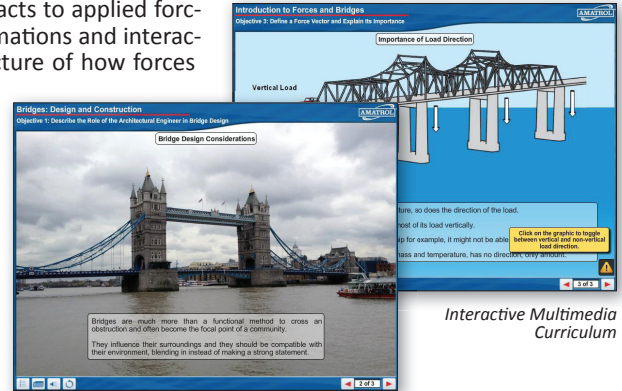 acts to applied forc-
mations and interac-
cture of how forces
Introduction to Forces and Bridges
AMATROL
Objective 3: Define a Force Vector and Explain Its Importance
Importance of Load Direction
Vertical Load
ture, so does the direction of the load.
most of its load vertically.
ip for example, it might not be able
mass and temperature, has no direction, only amount.
Click on the graphic to toggle
between vertical and non-vertical
load direction.
3 of 3
Bridges: Design and Construction
AMATROL
Objective 1: Describe the Role of the Architectural Engineer in Bridge Design
Bridge Design Considerations
Bridges are much more than a functional method to cross an
obstruction and often become the focal point of a community.
They influence their surroundings and they should be compatible with
their environment, blending in instead of making a strong statement.
2 of 3
Interactive Multimedia
Curriculum